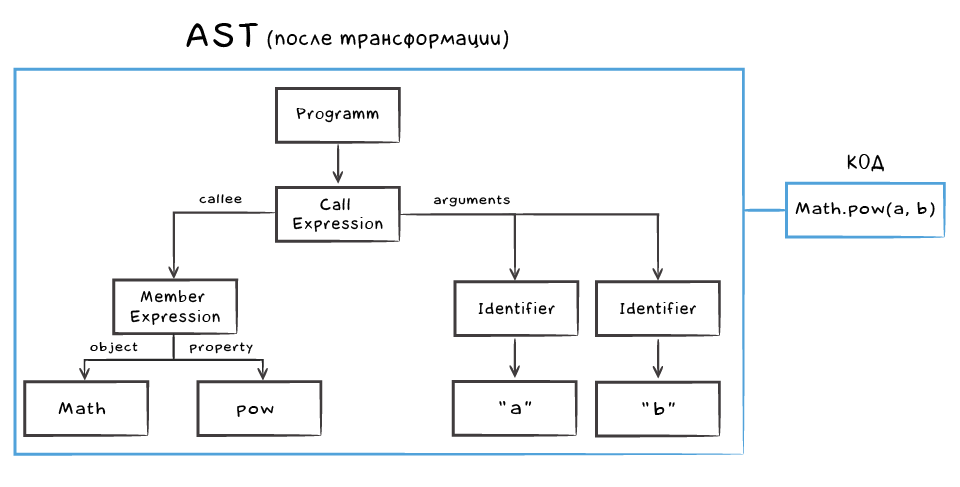 AST (после трансформации)
Programm
КОД
callee
Call
Expression
arguments
Math.pow(a, b)
Member
Expression
Identifier
Identifier
object
property
Math
pow
"a"
"b"